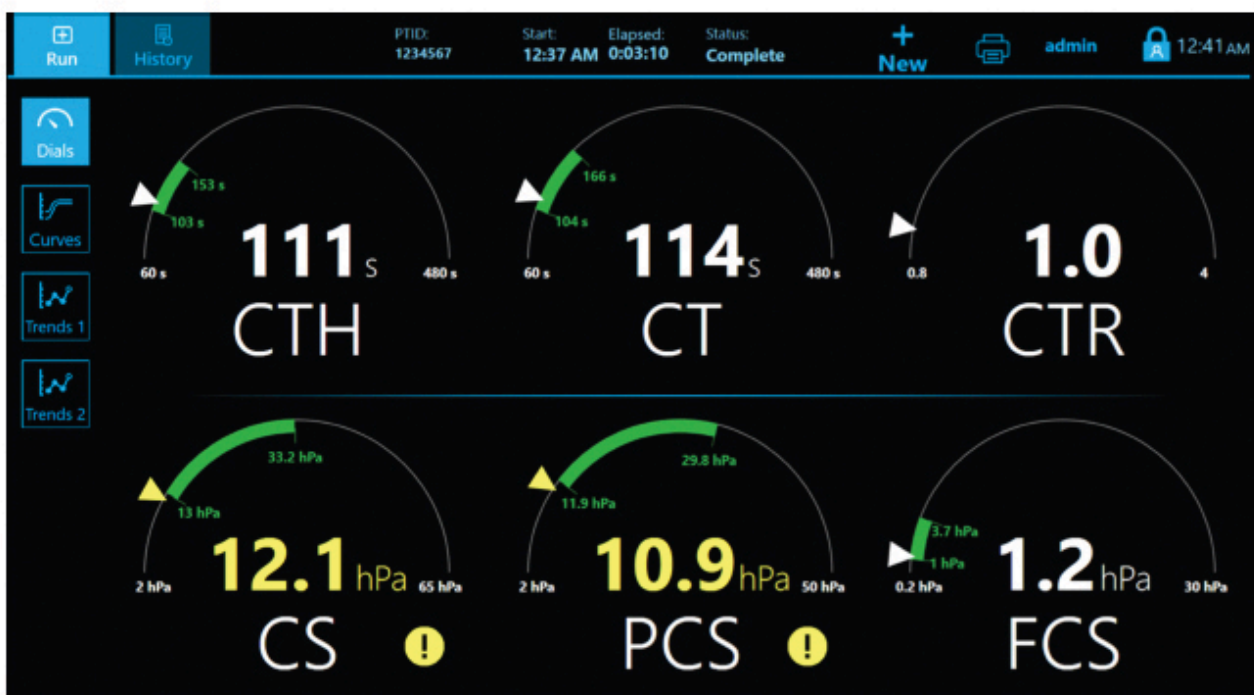 Run
History
PTID:
1234567
Start:
12:37 AM
Elapsed:
0:03:10
Status:
Complete
+
New
admin
12:41 AM
Dials
Curves
Trends 1
Trends 2
153 s
103 s
60 s
111 s
480 s
CTH
166 s
104 s
60 s
114 s
480 s
CT
0.8
1.0
4
CTR
33.2 hPa
13 hPa
2 hPa
12.1 hPa
65 hPa
CS !
29.8 hPa
11.9 hPa
2 hPa
10.9 hPa
50 hPa
PCS !
3.7 hPa
1 hPa
0.2 hPa
1.2 hPa
30 hPa
FCS